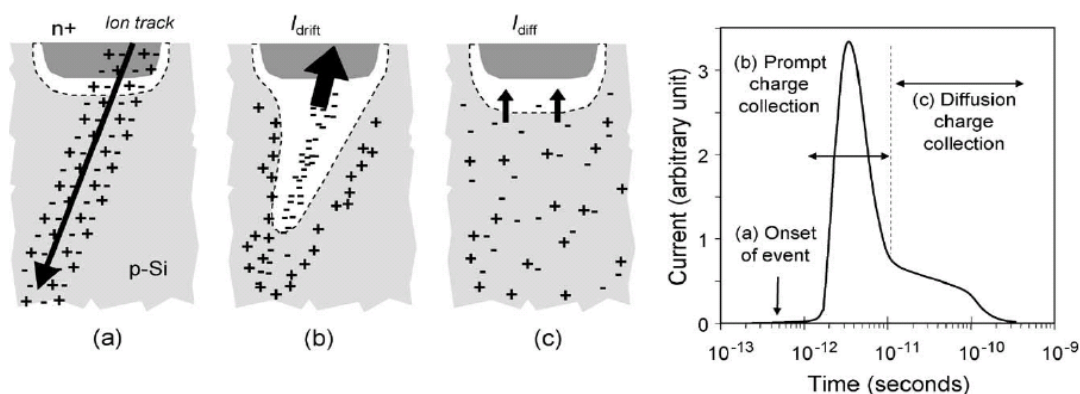 n+
Ion track
p-Si
(a)
I_drift
(b)
I_diff
(c)
Current (arbitrary unit)
3
2
1
0
(b) Prompt
charge
collection
(c) Diffusion
charge
collection
(a) Onset
of event
10⁻¹³
10⁻¹²
10⁻¹¹
10⁻¹⁰
10⁻⁹
Time (seconds)